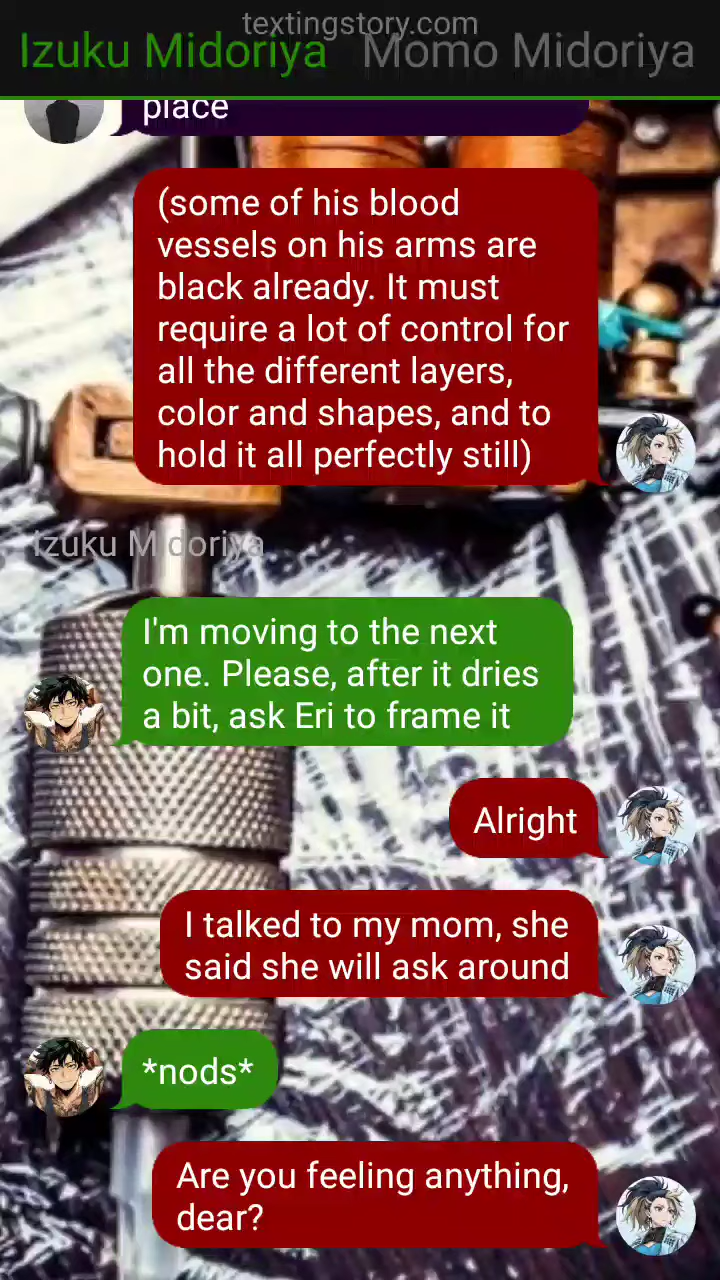 textingstory.com
Izuku Midoriya Momo Midoriya
place
(some of his blood
vessels on his arms are
black already. It must
require a lot of control for
all the different layers,
color and shapes, and to
hold it all perfectly still)
Izuku Midoriya
I'm moving to the next
one. Please, after it dries
a bit, ask Eri to frame it
Alright
I talked to my mom, she
said she will ask around
*nods*
Are you feeling anything,
dear?